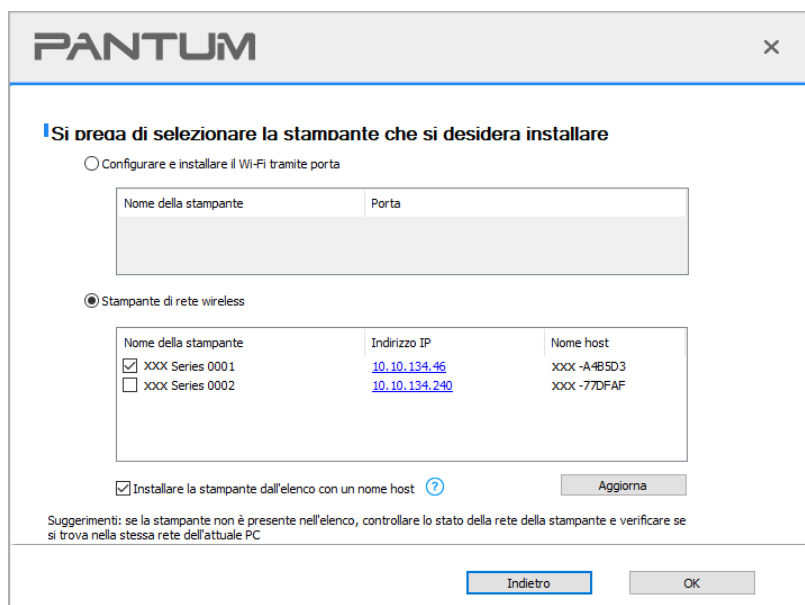 PANTUM
Si prega di selezionare la stampante che si desidera installare
Configurare e installare il Wi-Fi tramite porta
Nome della stampante Porta
Stampante di rete wireless
Nome della stampante Indirizzo IP Nome host
XXX Series 0001 10.10.134.46 XXX -A4B5D3
XXX Series 0002 10.10.134.240 XXX -77DFAF
Installare la stampante dall'elenco con un nome host ? Aggiorna
Suggerimenti: se la stampante non è presente nell'elenco, controllare lo stato della rete della stampante e verificare se
si trova nella stessa rete dell'attuale PC
Indietro OK